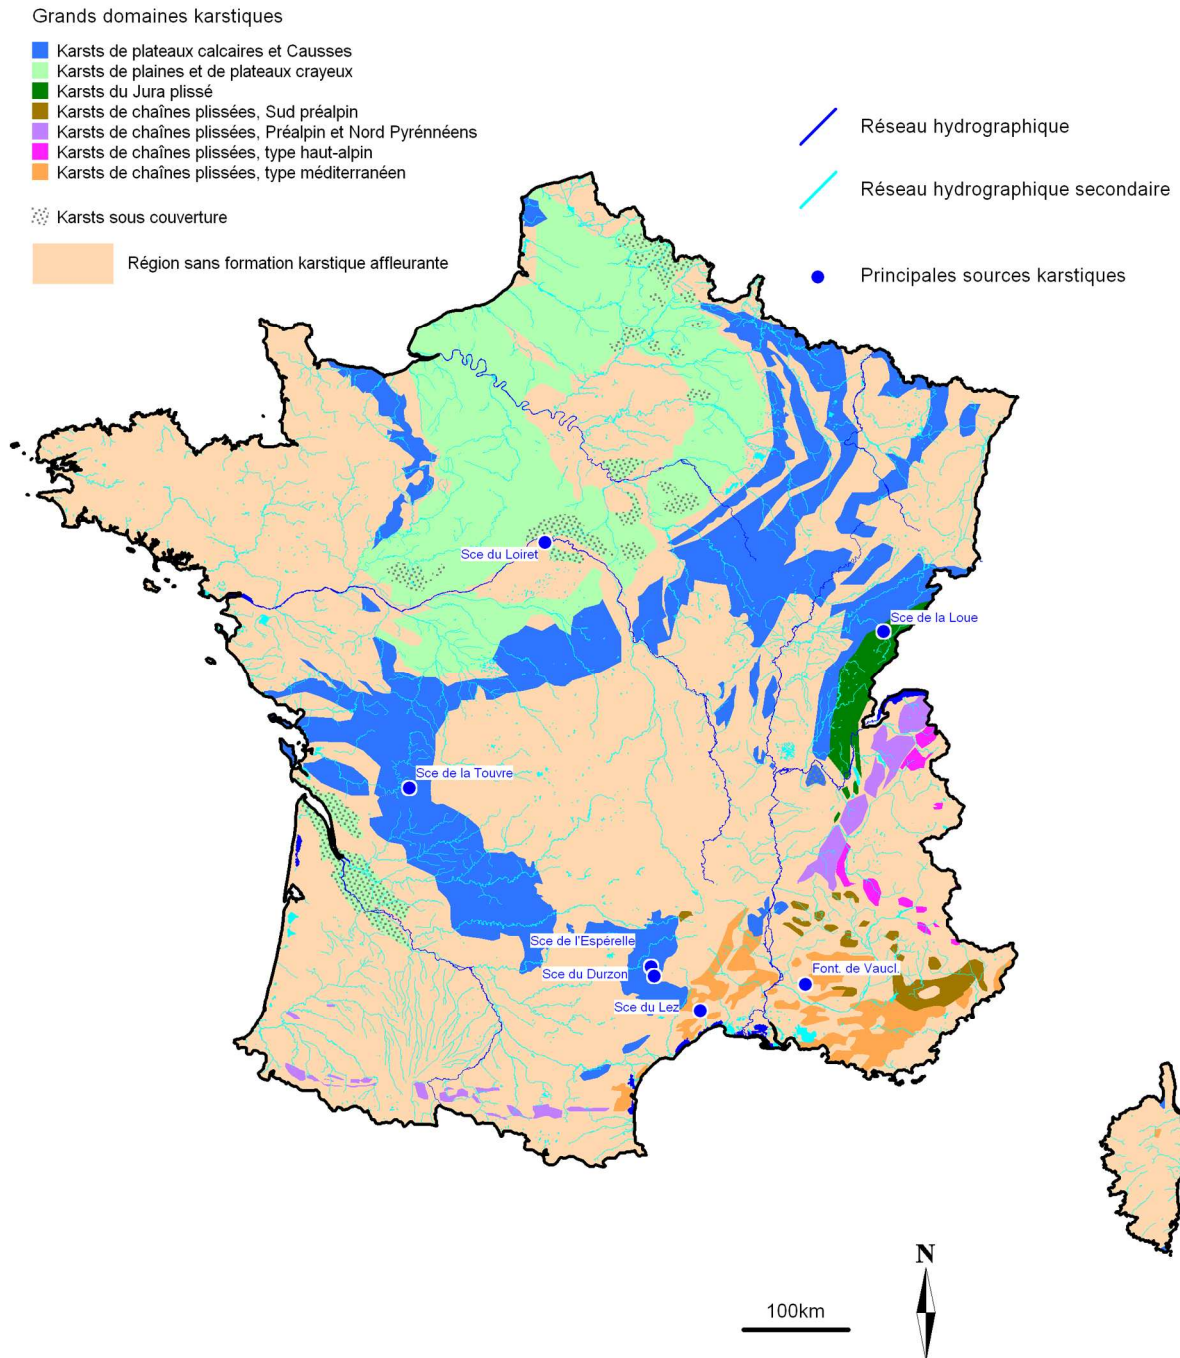 Grands domaines karstiques
Karsts de plateaux calcaires et Causses
Karsts de plaines et de plateaux crayeux
Karsts du Jura plissé
Karsts de chaînes plissées, Sud préalpin
Karsts de chaînes plissées, Préalpin et Nord Pyrénnéens
Karsts de chaînes plissées, type haut-alpin
Karsts de chaînes plissées, type méditerranéen
Karsts sous couverture
Région sans formation karstique affleurante
Réseau hydrographique
Réseau hydrographique secondaire
Principales sources karstiques
Sce du Loiret
Sce de la Loue
Sce de la Touvre
Sce de l'Espérelle
Sce du Durzon
Font. de Vaucl.
Sce du Lez
N
100km